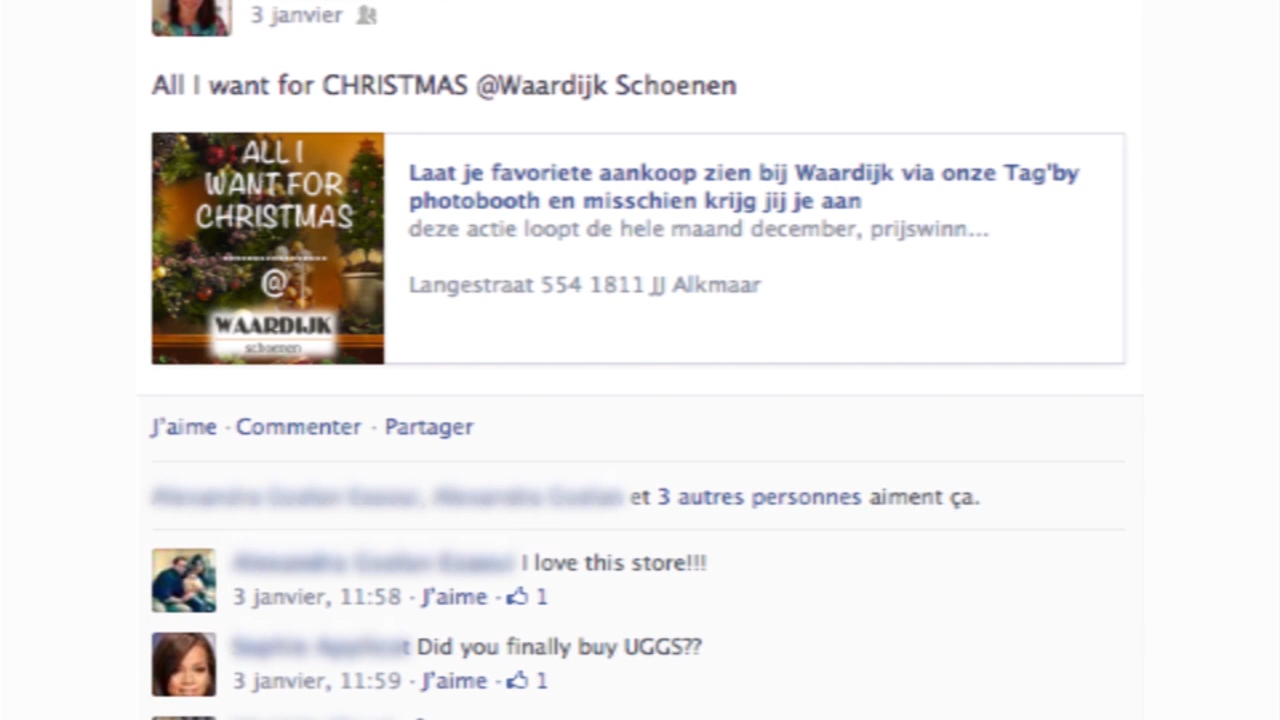 3 janvier
All I want for CHRISTMAS @Waardijk Schoenen
ALL I
WANT FOR
CHRISTMAS
@
WAARDIJK
schoenen
Laat je favoriete aankoop zien bij Waardijk via onze Tag'by
photobooth en misschien krijg jij je aan
deze actie loopt de hele maand december, prijswinn...
Langestraat 554 1811 JJ Alkmaar
J'aime · Commenter · Partager
et 3 autres personnes aiment ça.
I love this store!!!
3 janvier, 11:58 · J'aime · 1
Did you finally buy UGGS??
3 janvier, 11:59 · J'aime · 1